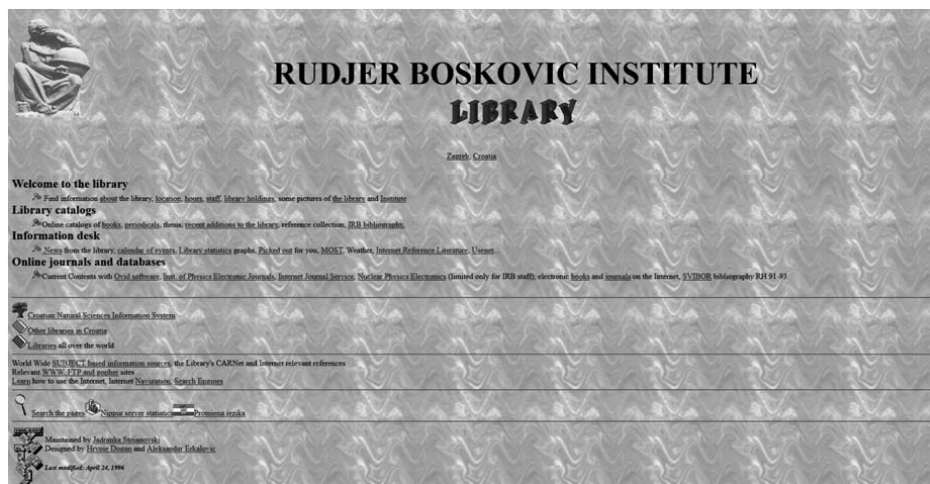 RUDJER BOSKOVIC INSTITUTE
LIBRARY
Zagreb, Croatia
Welcome to the library
Find information about the library, location, hours, staff, library holdings, some pictures of the library and Institute
Library catalogs
Online catalogs of books, periodicals, thesis, recent additions to the library, reference collection, IRB bibliography,
Information desk
News from the library, calendar of events, Library statistics graphs, Picked out for you, MOST, Weather, Internet Reference Literature, Usenet...
Online journals and databases
Current Contents with Ovid software, Inst. of Physics Electronic Journals, Internet Journal Service, Nuclear Physics Electronics (limited only for IRB staff), electronic books and journals on the Internet, SVIBOR bibliography RH 91-93
Croatian Natural Sciences Information System
Other libraries in Croatia
Libraries all over the world
World Wide SUBJECT based information sources, the Library's CARNet and Internet relevant references
Relevant WWW, FTP and gopher sites
Learn how to use the Internet, Internet Navigation, Search Engines
Search the pages Nippur server statistics Promjena jezika
Maintained by Jadranka Stojanovski
Designed by Hrvoje Dogan and Aleksandar Erkalovic
Last modified: April 24, 1996